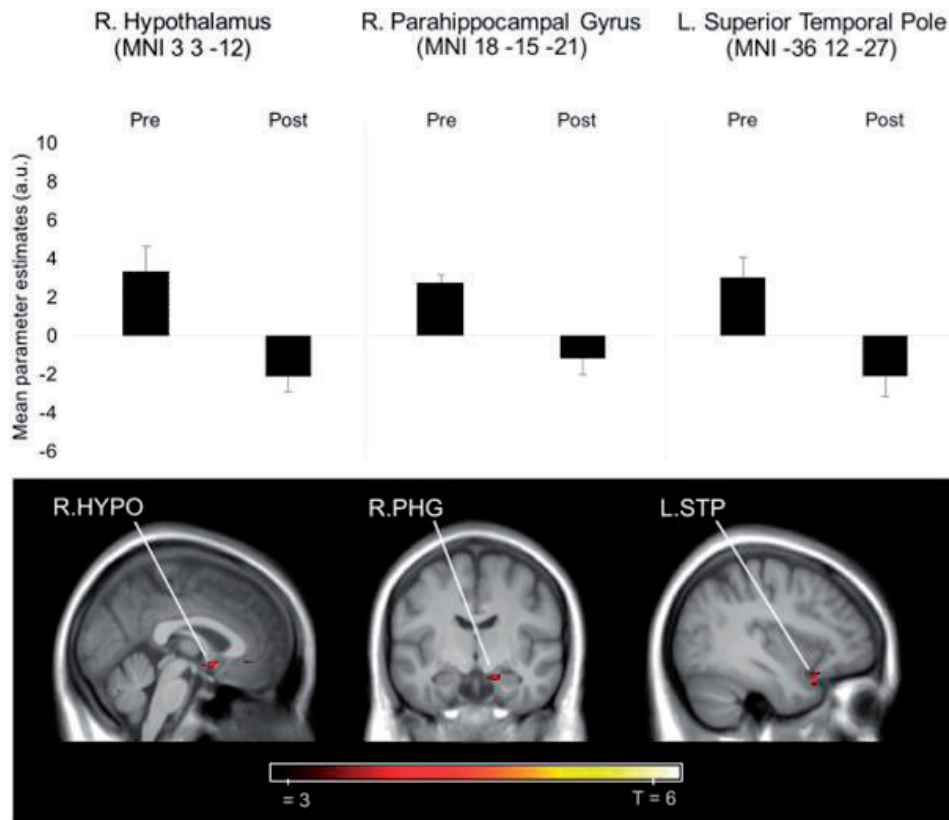 R. Hypothalamus
(MNI 3 3 -12)
R. Parahippocampal Gyrus
(MNI 18 -15 -21)
L. Superior Temporal Pole
(MNI -36 12 -27)
Mean parameter estimates (a.u.)
10
8
6
4
2
0
-2
-4
-6
Pre
Post
Pre
Post
Pre
Post
R.HYPO
R.PHG
L.STP
= 3
T = 6